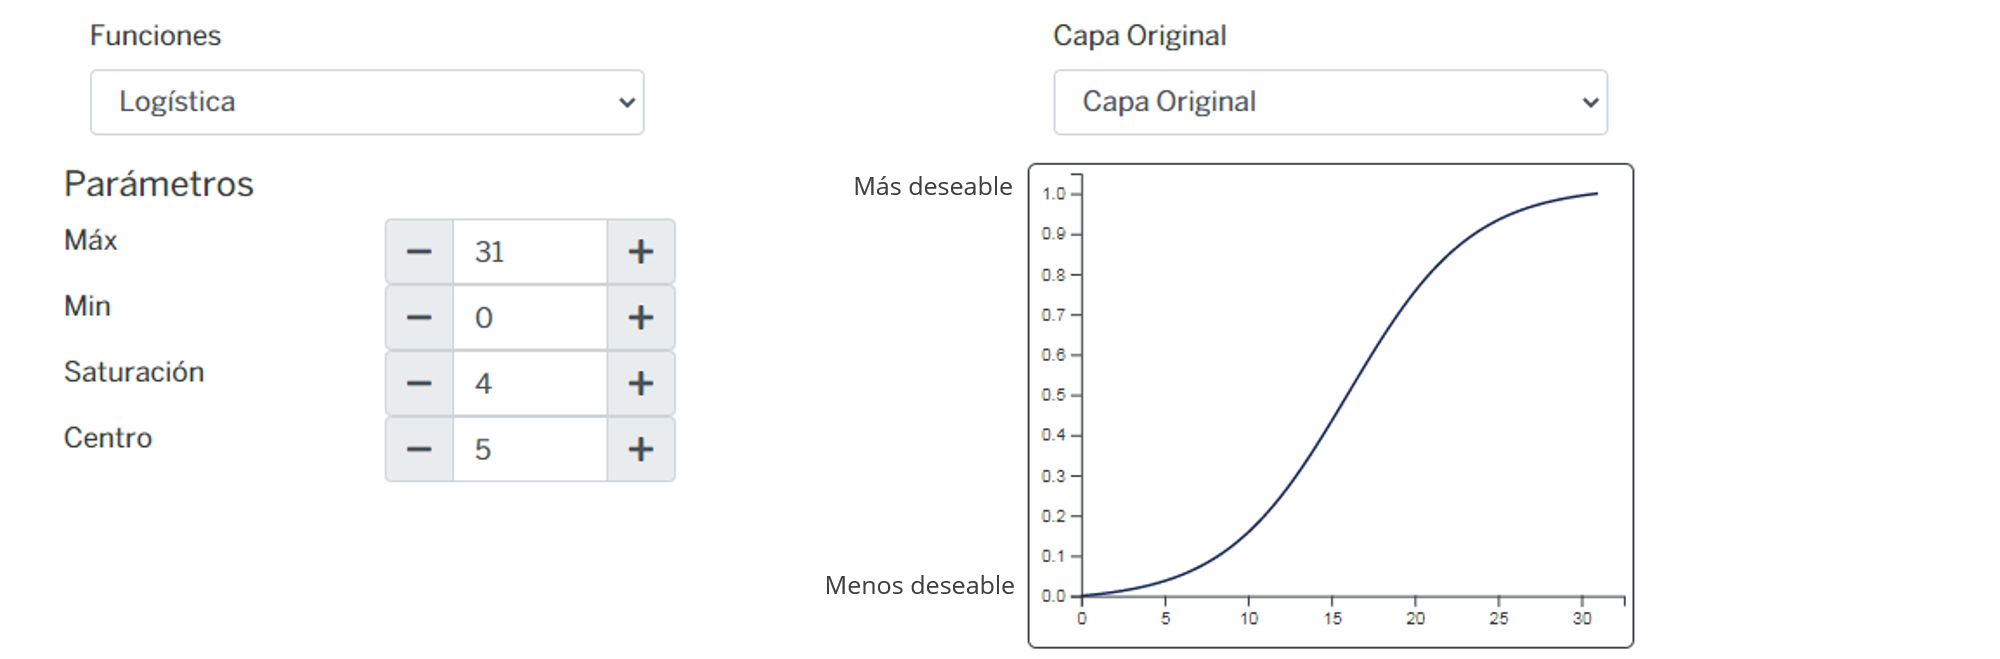 Funciones
Logística
Parámetros
Máx
31
Min
0
Saturación
4
Centro
5
Capa Original
Capa Original
Más deseable
Menos deseable
1.0
0.9
0.8
0.7
0.6
0.5
0.4
0.3
0.2
0.1
0.0
0 5 10 15 20 25 30